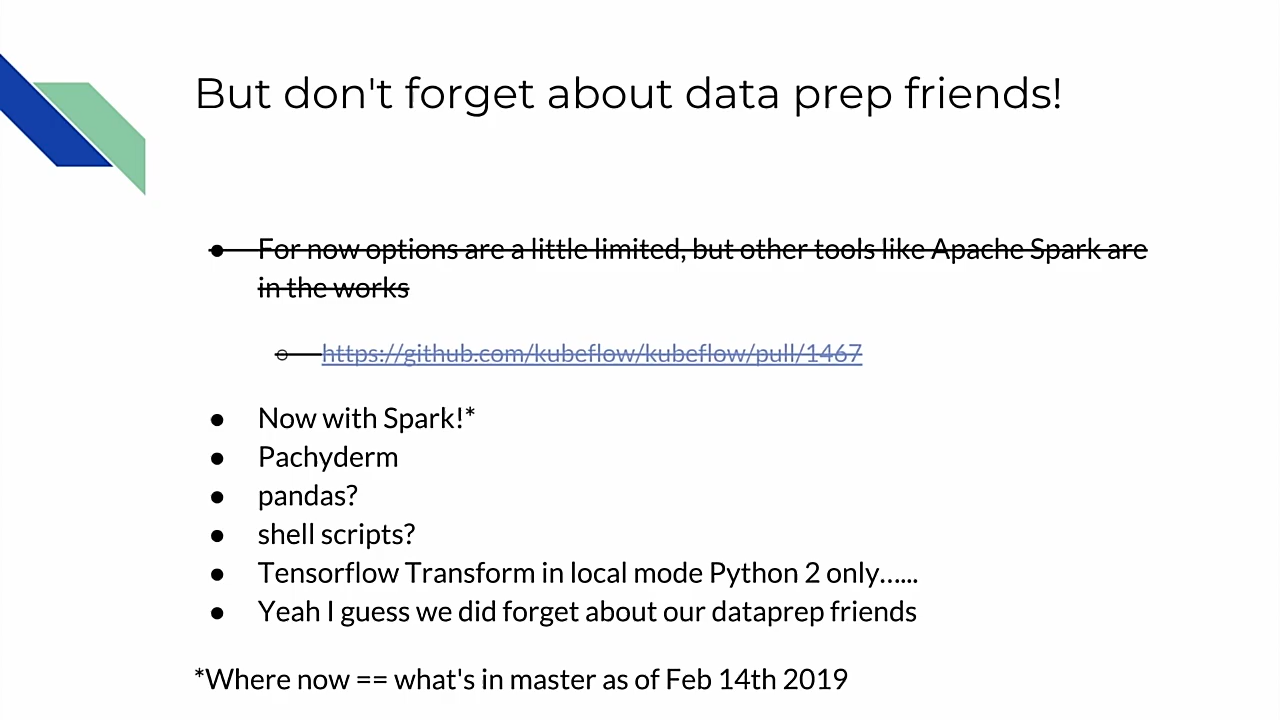 But don't forget about data prep friends!
● For now options are a little limited, but other tools like Apache Spark are
in the works
○ https://github.com/kubeflow/kubeflow/pull/1467
● Now with Spark!*
● Pachyderm
● pandas?
● shell scripts?
● Tensorflow Transform in local mode Python 2 only…...
● Yeah I guess we did forget about our dataprep friends
*Where now == what's in master as of Feb 14th 2019